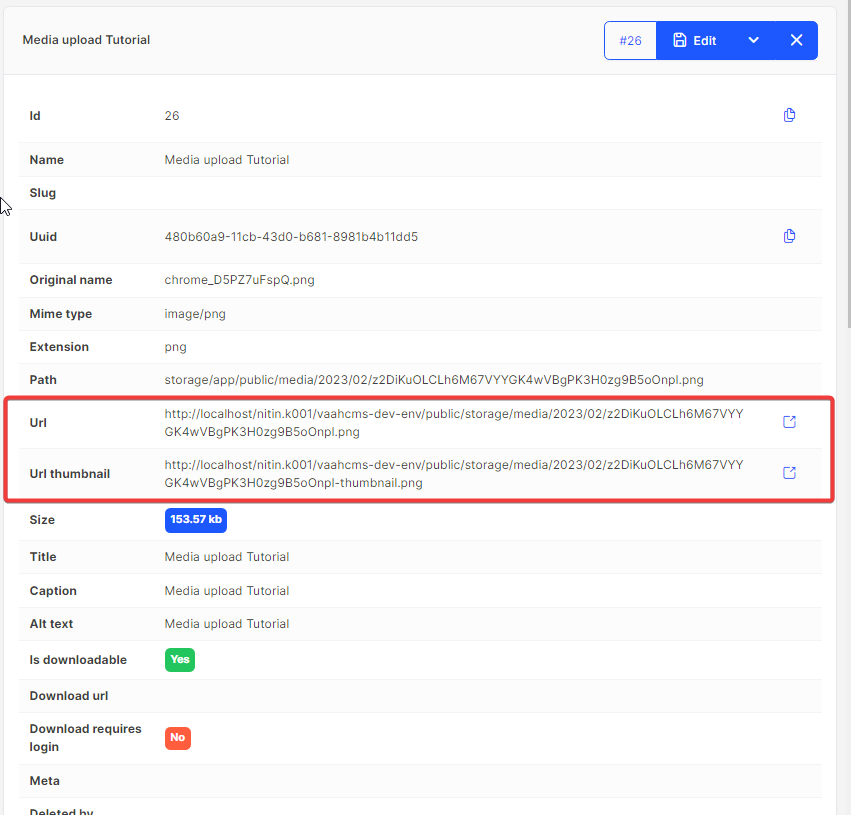 Media upload Tutorial
#26 Edit
Id 26
Name Media upload Tutorial
Slug
Uuid 480b60a9-11cb-43d0-b681-8981b4b11dd5
Original name chrome_D5PZ7uFspQ.png
Mime type image/png
Extension png
Path storage/app/public/media/2023/02/z2DiKuOLCLh6M67VYYGK4wVBgPK3H0zg9B5oOnpl.png
Url http://localhost/nitin.k001/vaahcms-dev-env/public/storage/media/2023/02/z2DiKuOLCLh6M67VYY
GK4wVBgPK3H0zg9B5oOnpl.png
Url thumbnail http://localhost/nitin.k001/vaahcms-dev-env/public/storage/media/2023/02/z2DiKuOLCLh6M67VYY
GK4wVBgPK3H0zg9B5oOnpl-thumbnail.png
Size 153.57 kb
Title Media upload Tutorial
Caption Media upload Tutorial
Alt text Media upload Tutorial
Is downloadable Yes
Download url
Download requires
login No
Meta
Deleted by